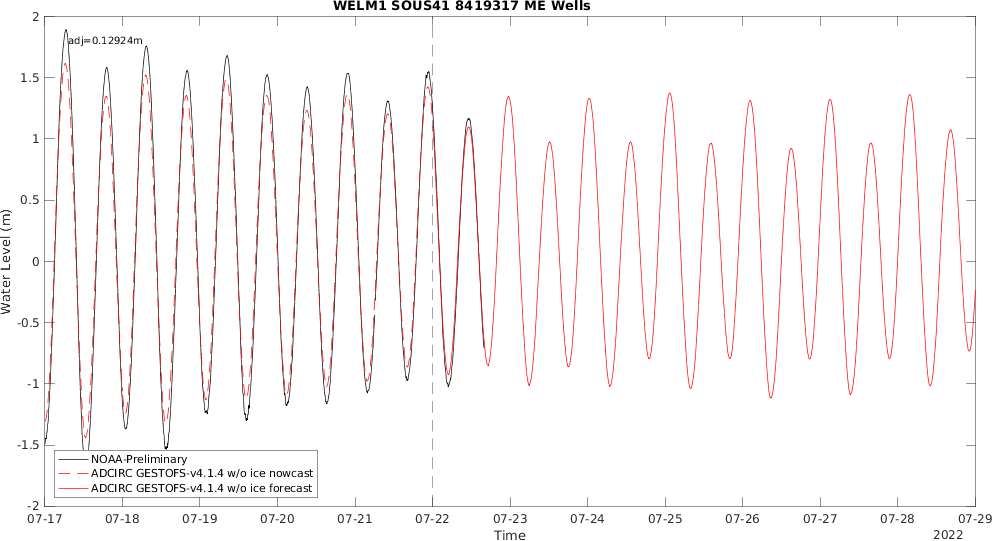 WELM1 SOUS41 8419317 ME Wells
adj=0.12924m
Water Level (m)
2
1.5
1
0.5
0
-0.5
-1
-1.5
-2
NOAA-Preliminary
ADCIRC GESTOFS-v4.1.4 w/o ice nowcast
ADCIRC GESTOFS-v4.1.4 w/o ice forecast
07-17 07-18 07-19 07-20 07-21 07-22 07-23 07-24 07-25 07-26 07-27 07-28 07-29
Time
2022